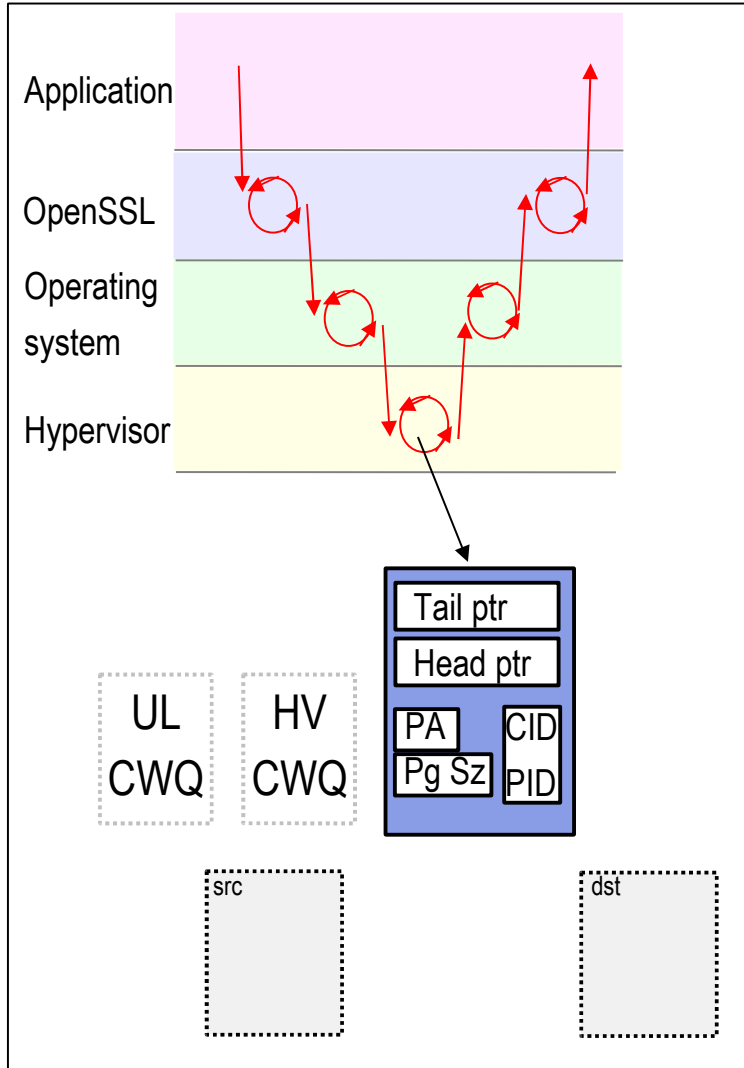 Application
OpenSSL
Operating
system
Hypervisor
Tail ptr
Head ptr
UL
CWQ
HV
CWQ
PA
Pg Sz
CID
PID
src
dst